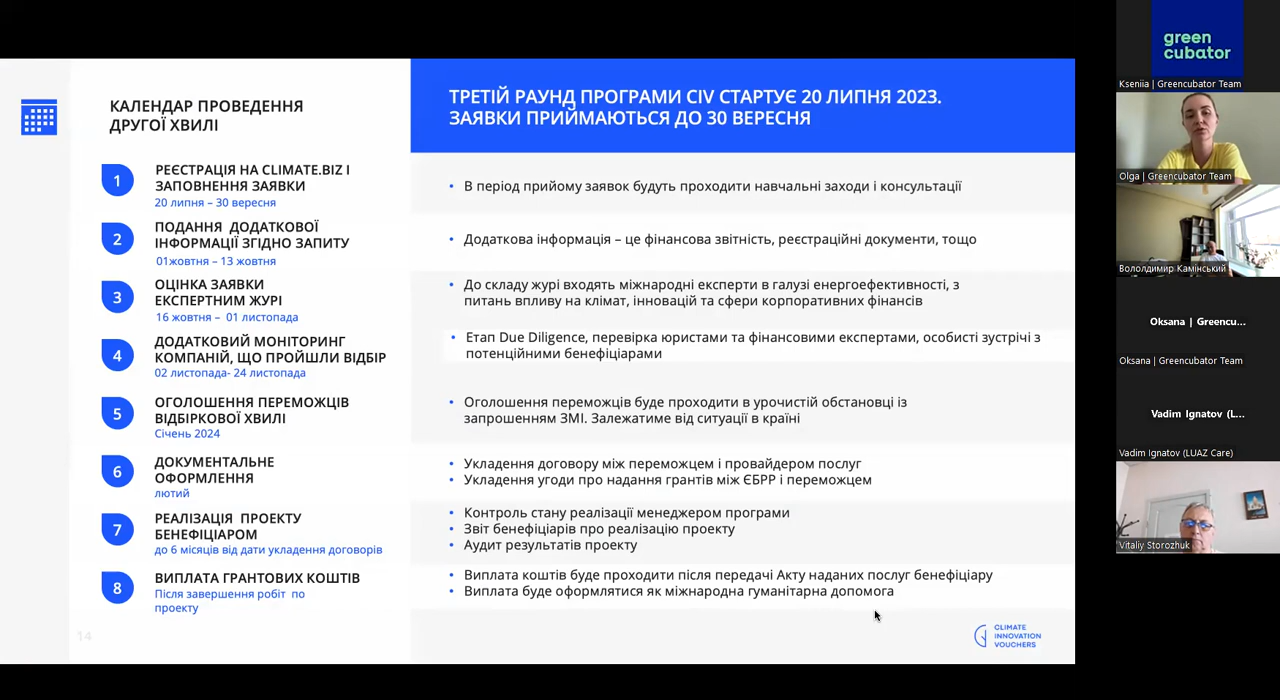 КАЛЕНДАР ПРОВЕДЕННЯ
ДРУГОЇ ХВИЛІ
ТРЕТІЙ РАУНД ПРОГРАМИ CIV СТАРТУЄ 20 ЛИПНЯ 2023.
ЗАЯВКИ ПРИЙМАЮТЬСЯ ДО 30 ВЕРЕСНЯ
1
РЕЄСТРАЦІЯ НА CLIMATE.BIZ І
ЗАПОВНЕННЯ ЗАЯВКИ
20 липня – 30 вересня
• В період прийому заявок будуть проходити навчальні заходи і консультації
2
ПОДАННЯ ДОДАТКОВОЇ
ІНФОРМАЦІЇ ЗГІДНО ЗАПИТУ
01жовтня – 13 жовтня
• Додаткова інформація – це фінансова звітність, реєстраційні документи, тощо
3
ОЦІНКА ЗАЯВКИ
ЕКСПЕРТНИМ ЖУРІ
16 жовтня – 01 листопада
• До складу журі входять міжнародні експерти в галузі енергоефективності, з
питань впливу на клімат, інновацій та сфери корпоративних фінансів
4
ДОДАТКОВИЙ МОНІТОРИНГ
КОМПАНІЙ, ЩО ПРОЙШЛИ ВІДБІР
02 листопада- 24 листопада
• Етап Due Diligence, перевірка юристами та фінансовими експертами, особисті зустрічі з
потенційними бенефіціарами
5
ОГОЛОШЕННЯ ПЕРЕМОЖЦІВ
ВІДБІРКОВОЇ ХВИЛІ
Січень 2024
• Оголошення переможців буде проходити в урочистій обстановці із
запрошенням ЗМІ. Залежатиме від ситуації в країні
6
ДОКУМЕНТАЛЬНЕ
ОФОРМЛЕННЯ
лютий
• Укладення договору між переможцем і провайдером послуг
• Укладення угоди про надання грантів між ЄБРР і переможцем
7
РЕАЛІЗАЦІЯ ПРОЕКТУ
БЕНЕФІЦІАРОМ
до 6 місяців від дати укладення договорів
• Контроль стану реалізації менеджером програми
• Звіт бенефіціарів про реалізацію проекту
• Аудит результатів проекту
8
ВИПЛАТА ГРАНТОВИХ КОШТІВ
Після завершення робіт по
проекту
• Виплата коштів буде проходити після передачі Акту наданих послуг бенефіціару
• Виплата буде оформлятися як міжнародна гуманітарна допомога
14
CLIMATE
INNOVATION
VOUCHERS
green
cubator
Kseniia | Greencubator Team
Olga | Greencubator Team
Вололдимир Камінський
Oksana | Greencu...
Oksana | Greencubator Team
Vadim Ignatov (L...
Vadim Ignatov (LUAZ Care)
Vitaliy Storozhuk